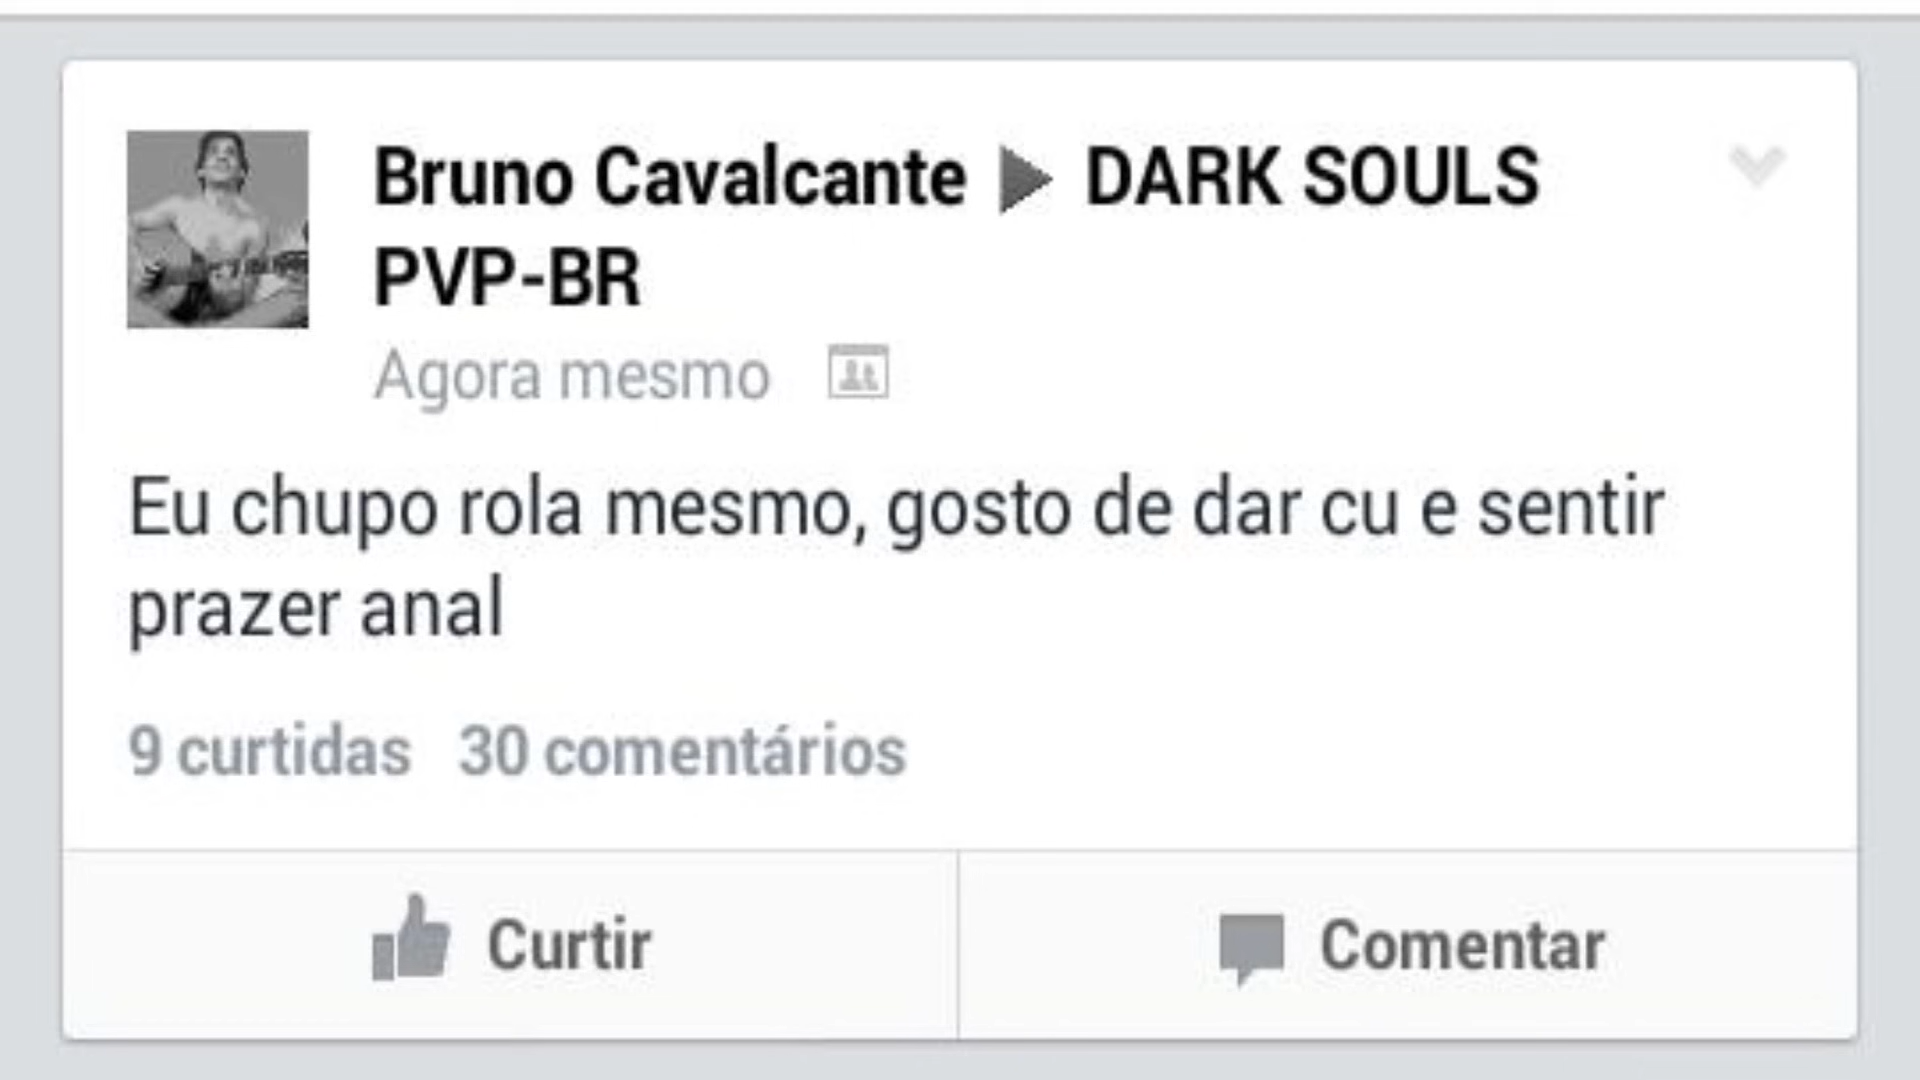 Bruno Cavalcante ▶ DARK SOULS
PVP-BR
Agora mesmo
Eu chupo rola mesmo, gosto de dar cu e sentir
prazer anal
9 curtidas 30 comentários
Curtir Comentar